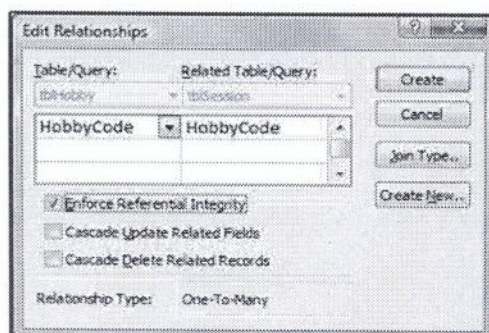 Edit Relationships
Table/Query: Related Table/Query:
tblHobby tblSession
HobbyCode HobbyCode
Enforce Referential Integrity
Cascade Update Related Fields
Cascade Delete Related Records
Relationship Type: One-To-Many
Create
Cancel
Join Type..
Create New..